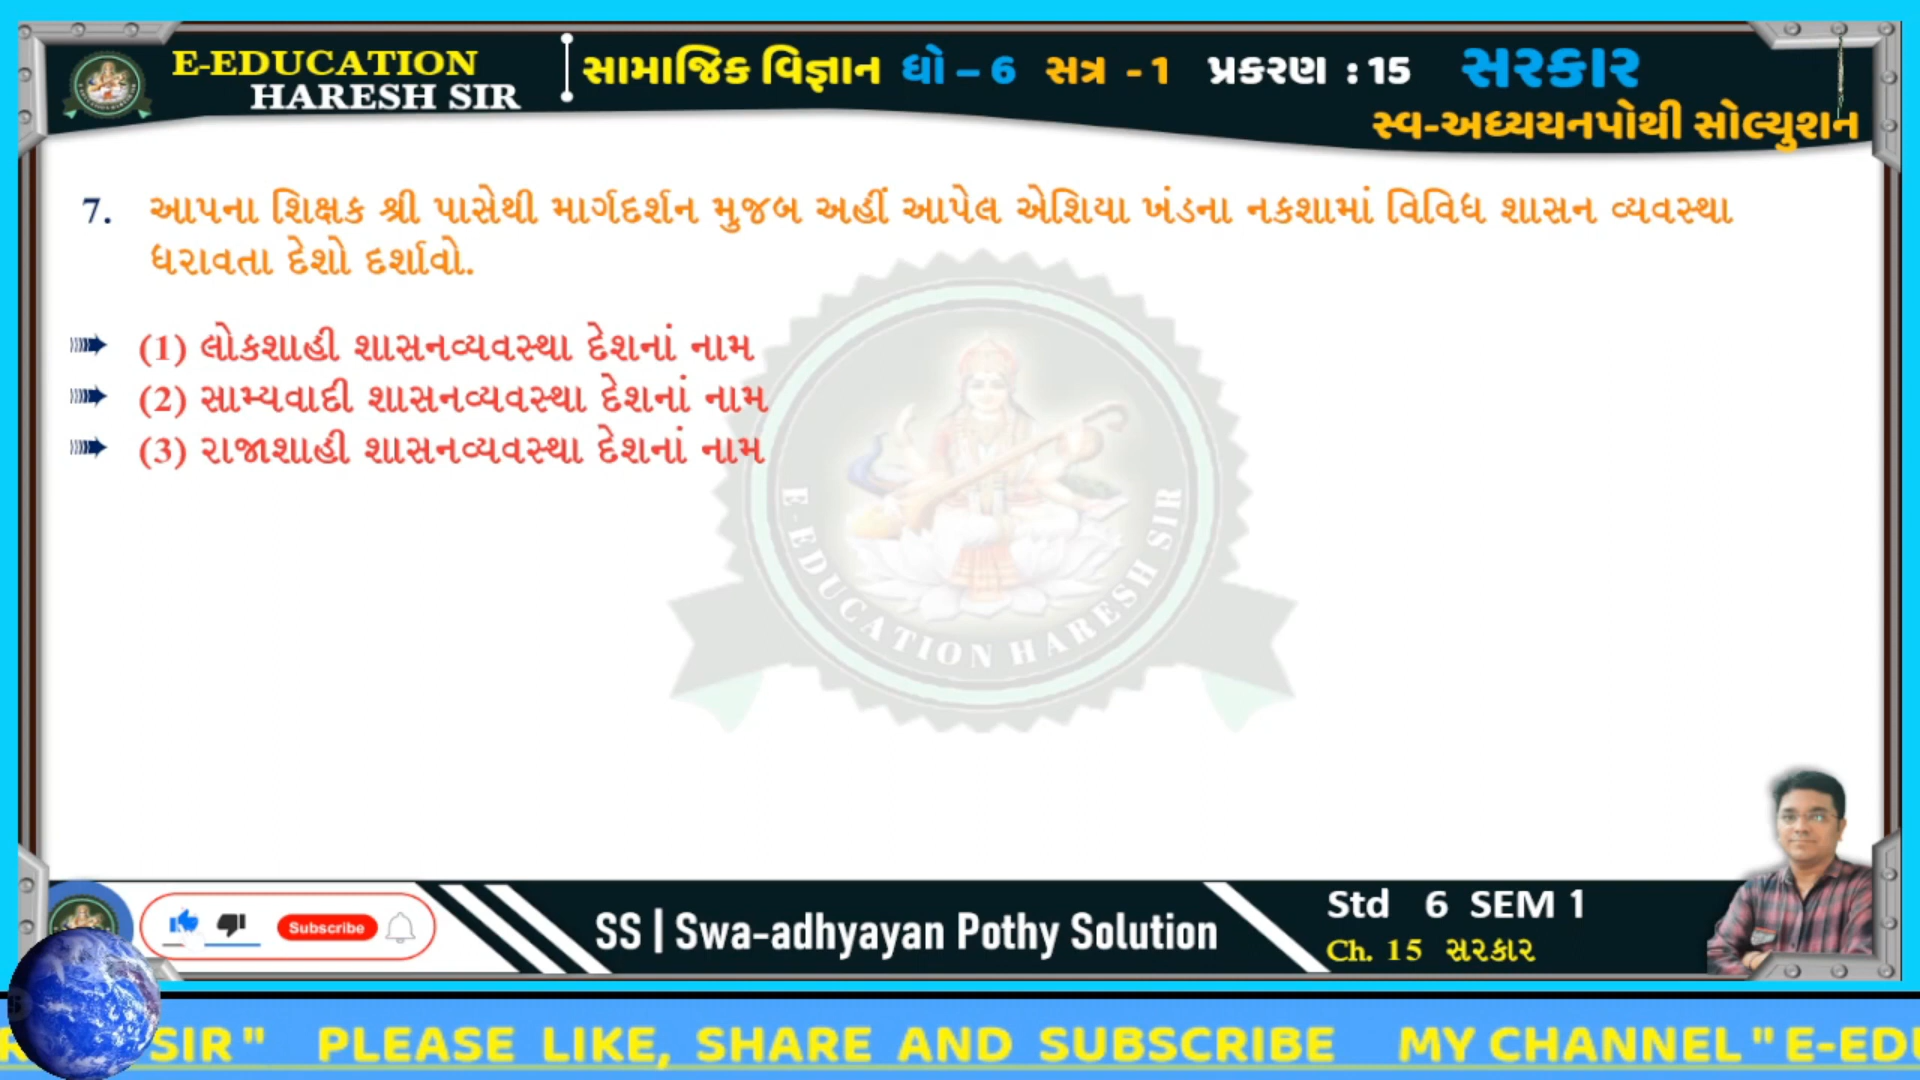 E-EDUCATION
HARESH SIR
સામાજિક વિજ્ઞાન ધો – 6 સત્ર - 1 પ્રકરણ : 15 સરકાર
સ્વ-અધ્યયનપોથી સોલ્યુશન
7. આપના શિક્ષક શ્રી પાસેથી માર્ગદર્શન મુજબ અહીં આપેલ એશિયા ખંડના નકશામાં વિવિધ શાસન વ્યવસ્થા
ધરાવતા દેશો દર્શાવો.
(1) લોકશાહી શાસનવ્યવસ્થા દેશનાં નામ
(2) સામ્યવાદી શાસનવ્યવસ્થા દેશનાં નામ
(3) રાજાશાહી શાસનવ્યવસ્થા દેશનાં નામ
E-EDUCATION HARESH SIR
Subscribe
SS | Swa-adhyayan Pothy Solution
Std 6 SEM 1
Ch. 15 સરકાર
SIR " PLEASE LIKE, SHARE AND SUBSCRIBE MY CHANNEL " E-EDU